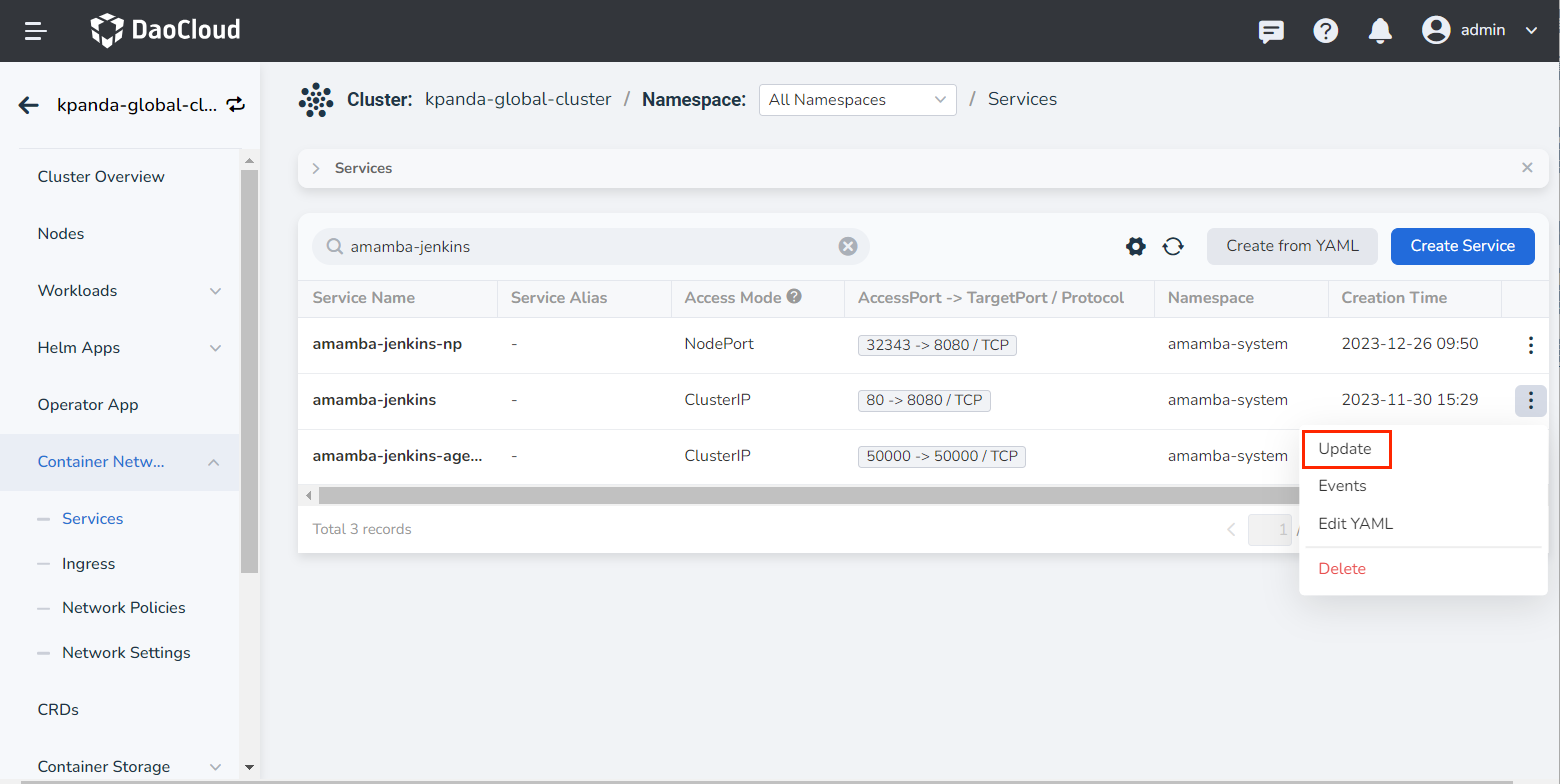 DaoCloud
admin
kpanda-global-cl...
Cluster: kpanda-global-cluster / Namespace: All Namespaces / Services
Cluster Overview
Nodes
Workloads
Helm Apps
Operator App
Container Netw...
Services
Ingress
Network Policies
Network Settings
CRDs
Container Storage
Services
amamba-jenkins
Create from YAML
Create Service
Service Name Service Alias Access Mode AccessPort -> TargetPort / Protocol Namespace Creation Time
amamba-jenkins-np - NodePort 32343 -> 8080 / TCP amamba-system 2023-12-26 09:50
amamba-jenkins - ClusterIP 80 -> 8080 / TCP amamba-system 2023-11-30 15:29
amamba-jenkins-age... - ClusterIP 50000 -> 50000 / TCP amamba-system
Total 3 records
1 /
Update
Events
Edit YAML
Delete